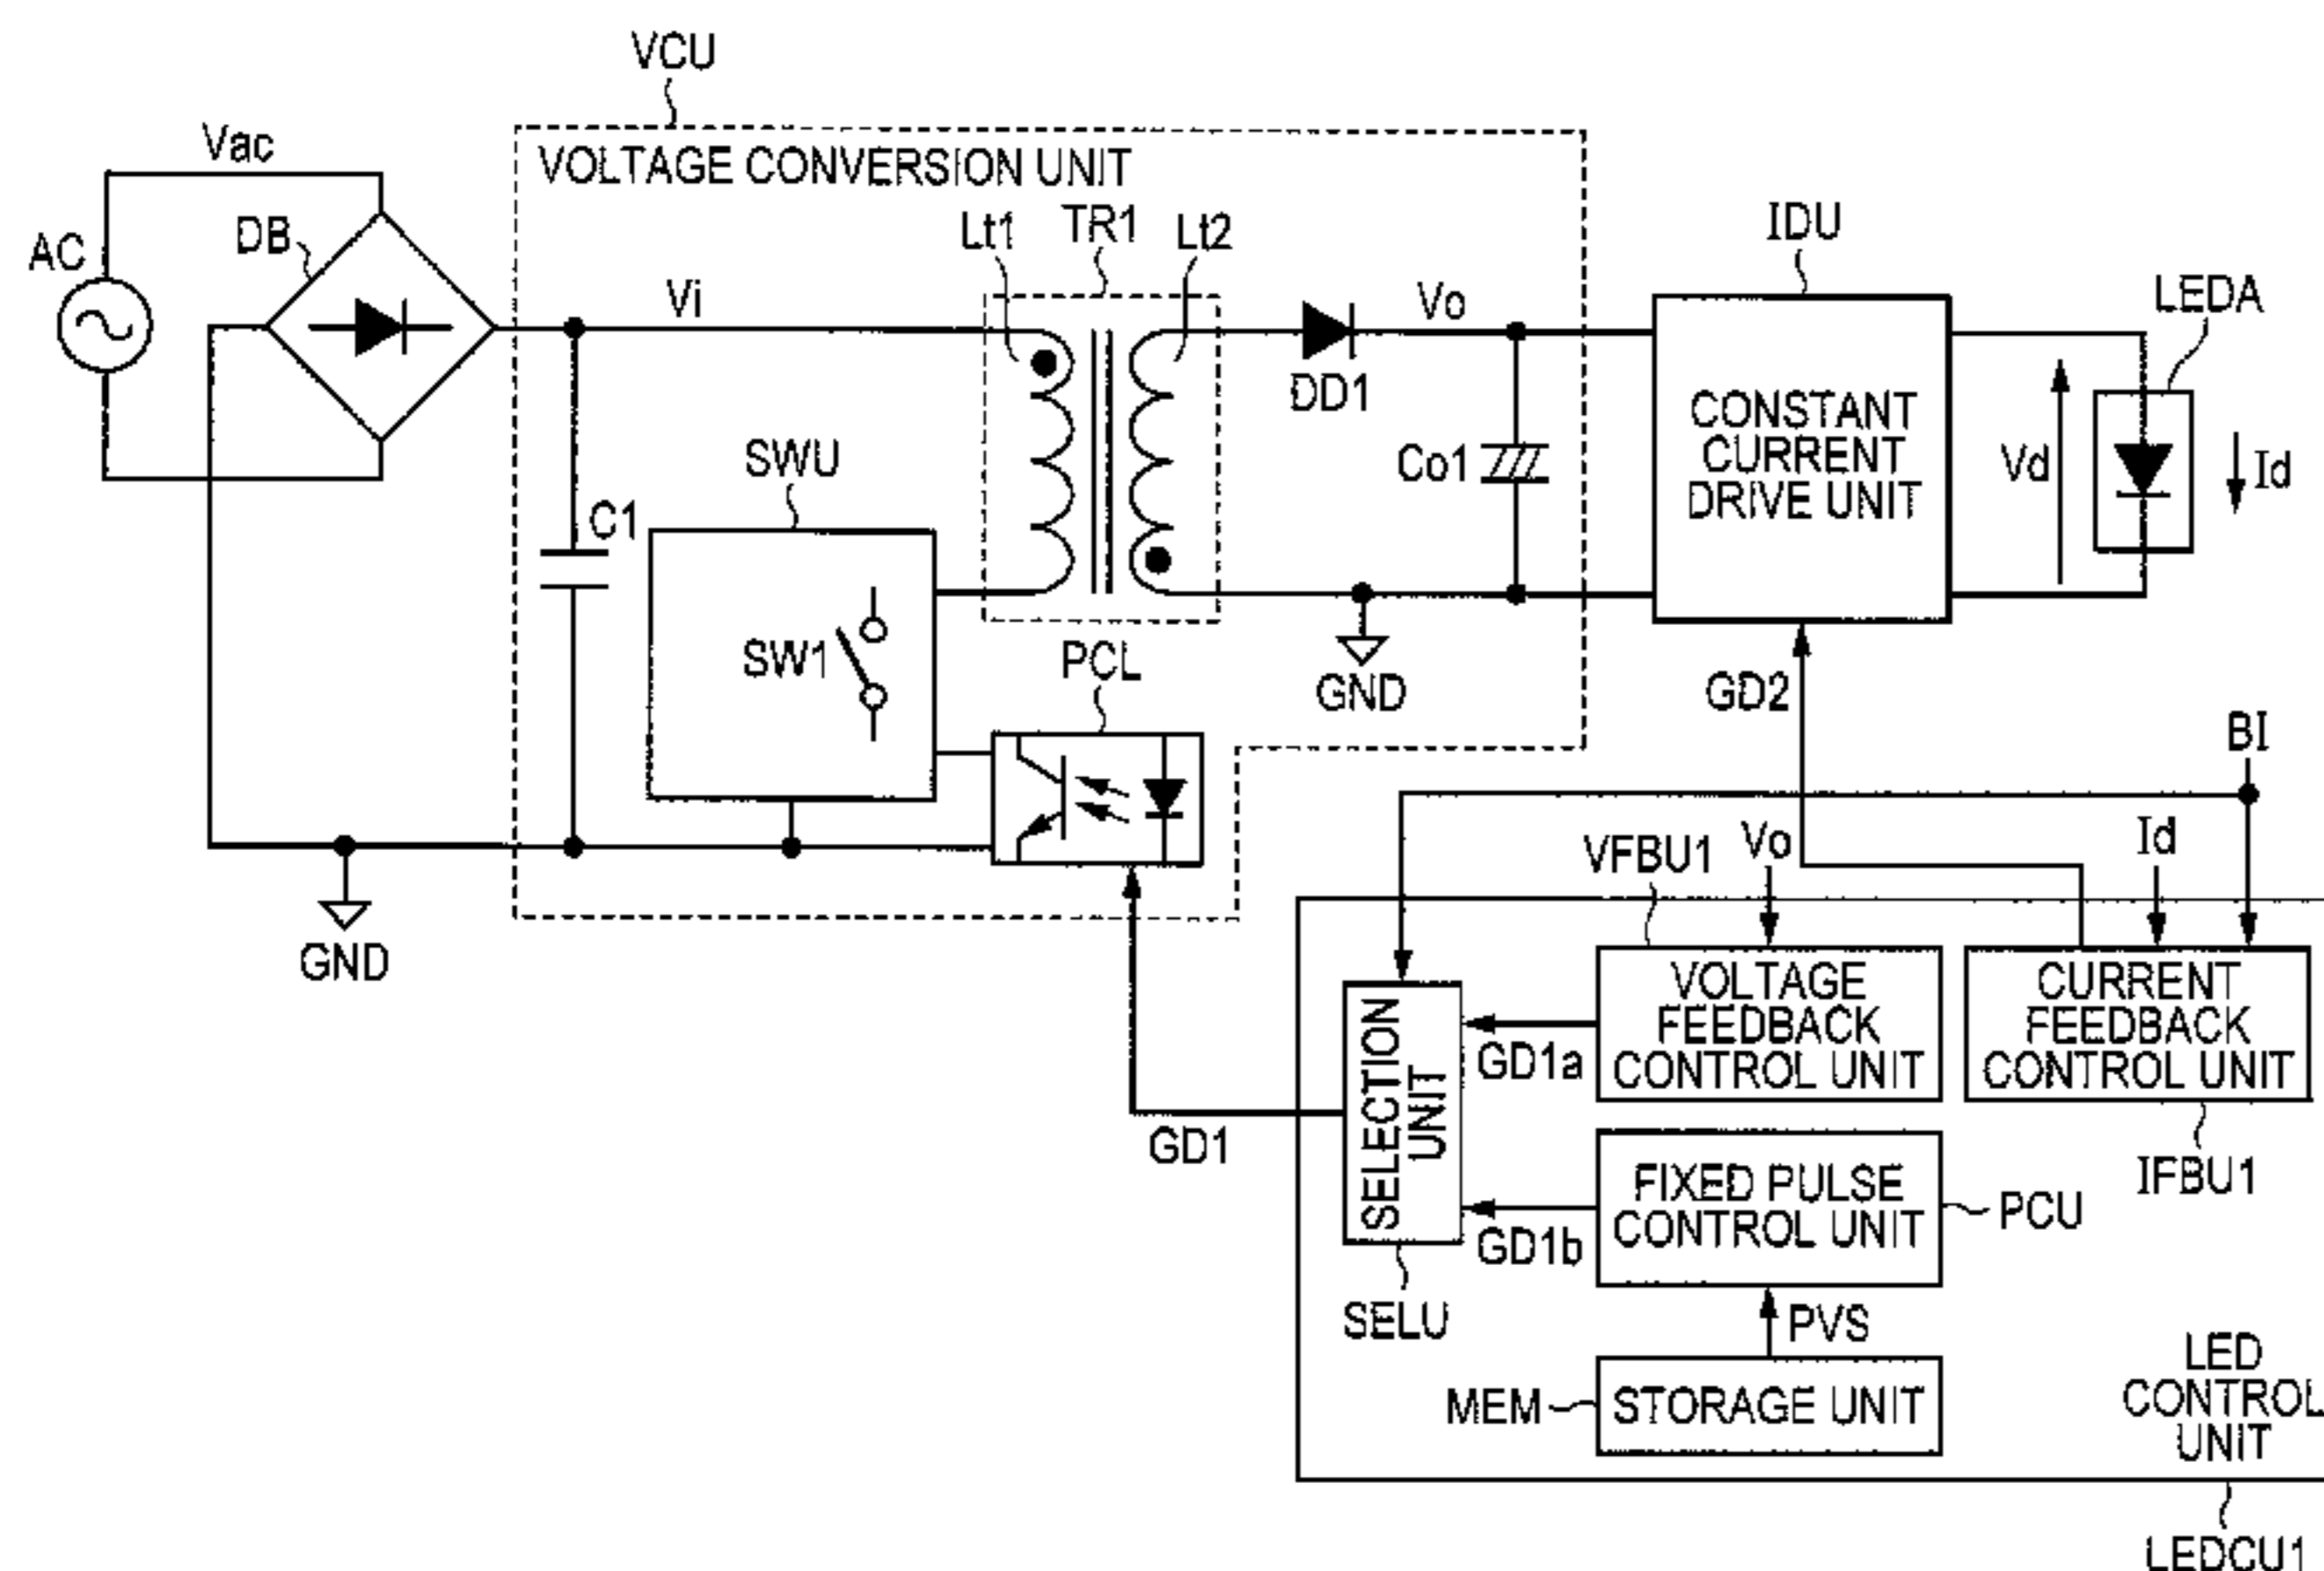 VCU
Vac
VOLTAGE CONVERSION UNIT
AC
DB
Vi
Lt1
TR1
Lt2
Vo
IDU
LEDA
DD1
CONSTANT
CURRENT
DRIVE UNIT
Vd
Id
Co1
SWU
C1
SW1
PCL
GND
GD2
BI
GND
VFBU1
Vo
Id
VOLTAGE
FEEDBACK
CONTROL UNIT
CURRENT
FEEDBACK
CONTROL UNIT
SELECTION
UNIT
GD1a
GD1
IFBU1
FIXED PULSE
CONTROL UNIT
PCU
GD1b
SELU
PVS
MEM
STORAGE UNIT
LED
CONTROL
UNIT
LEDCU1